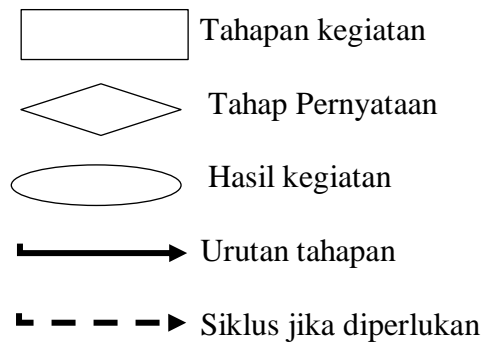 Tahapan kegiatan
Tahap Pernyataan
Hasil kegiatan
Urutan tahapan
Siklus jika diperlukan